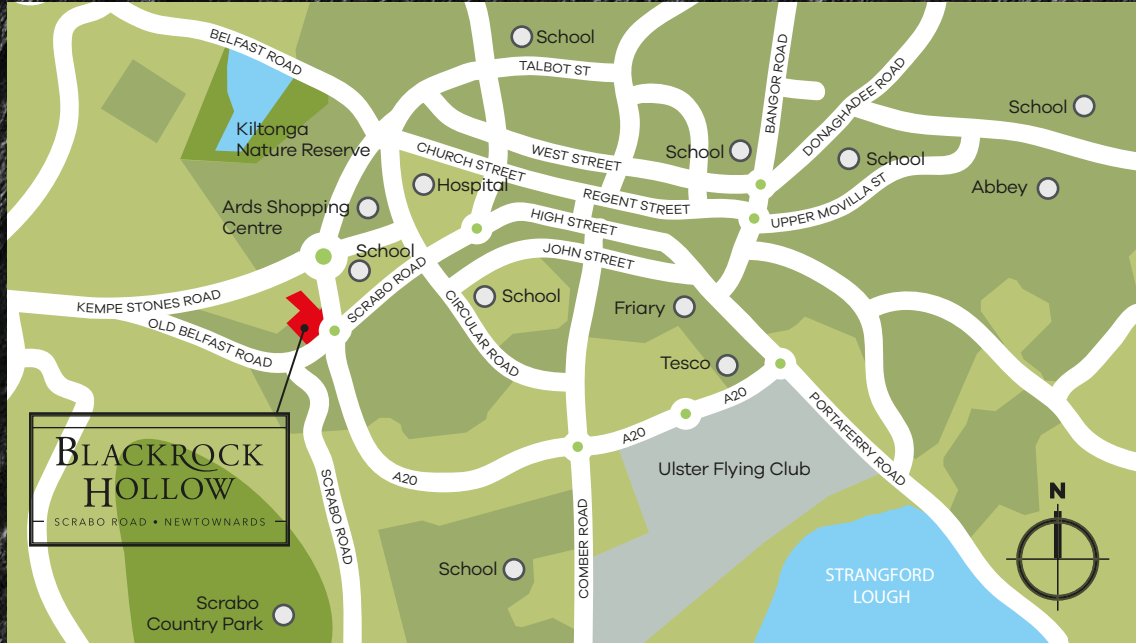 School
BELFAST ROAD
TALBOT ST
BANGOR ROAD
DONAGHADEE ROAD
School
Kiltonga
Nature Reserve
CHURCH STREET
WEST STREET
School
School
Hospital
REGENT STREET
Abbey
Ards Shopping
Centre
UPPER MOVILLA ST
HIGH STREET
School
JOHN STREET
SCRABO ROAD
KEMPE STONES ROAD
School
CIRCULAR ROAD
Friary
OLD BELFAST ROAD
Tesco
A20
PORTAFERRY ROAD
A20
BLACKROCK
HOLLOW
SCRABO ROAD • NEWTOWNARDS
A20
Ulster Flying Club
SCRABO ROAD
COMBER ROAD
N
School
STRANGFORD
LOUGH
Scrabo
Country Park